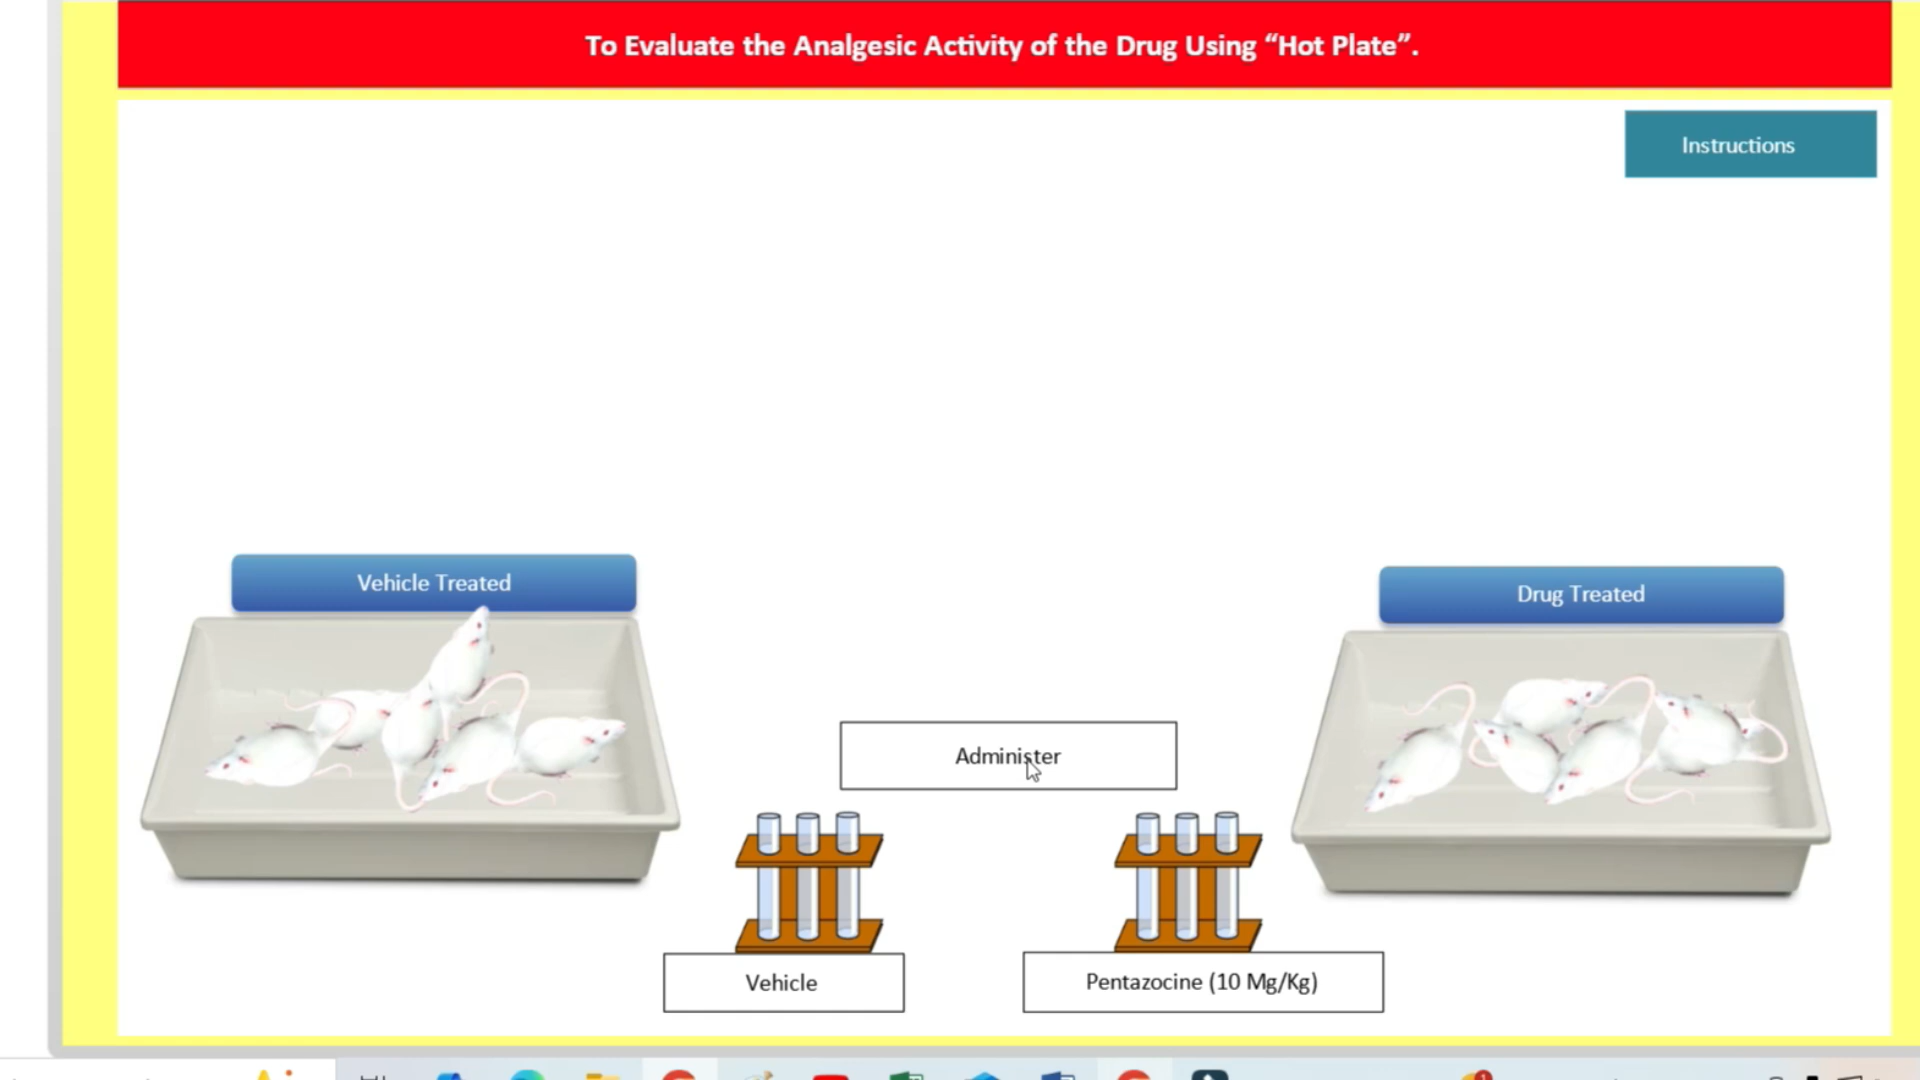 To Evaluate the Analgesic Activity of the Drug Using “Hot Plate”.
Instructions
Vehicle Treated
Drug Treated
Administer
Vehicle
Pentazocine (10 Mg/Kg)
1